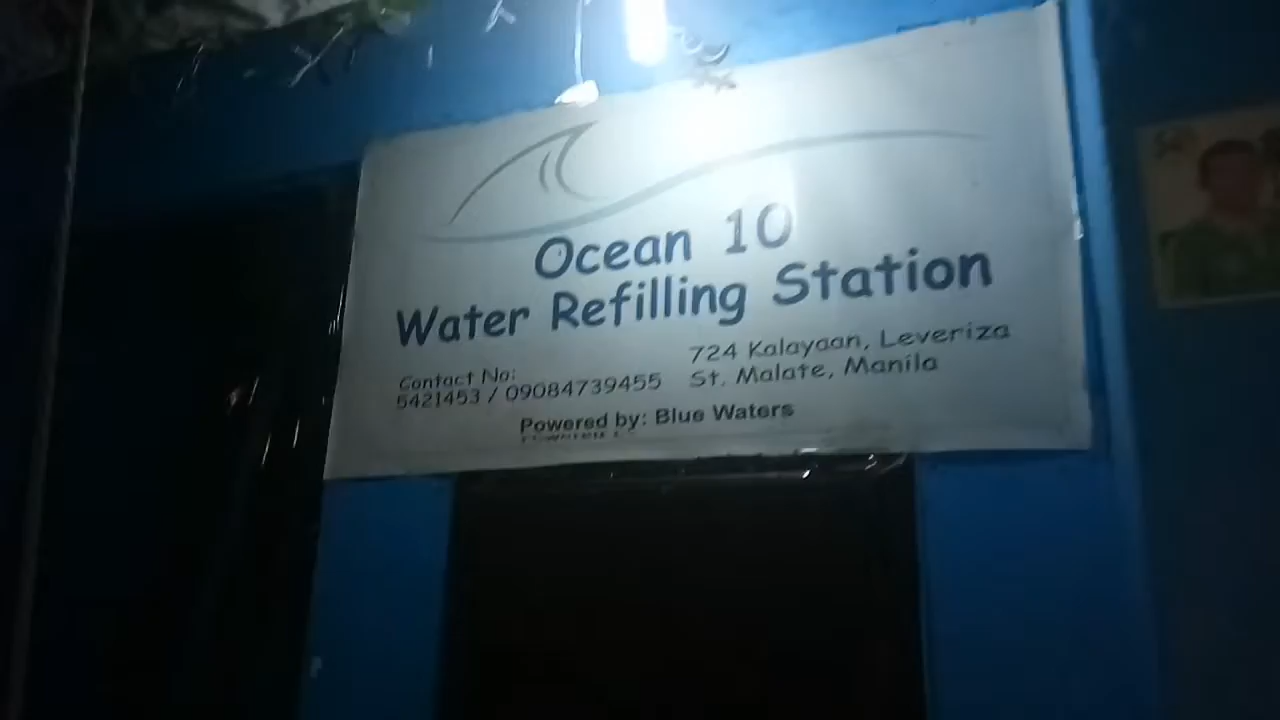 Ocean 10
Water Refilling Station
Contact No:
5421453 / 09084739455
724 Kalayaan, Leveriza
St. Malate, Manila
Powered by: Blue Waters